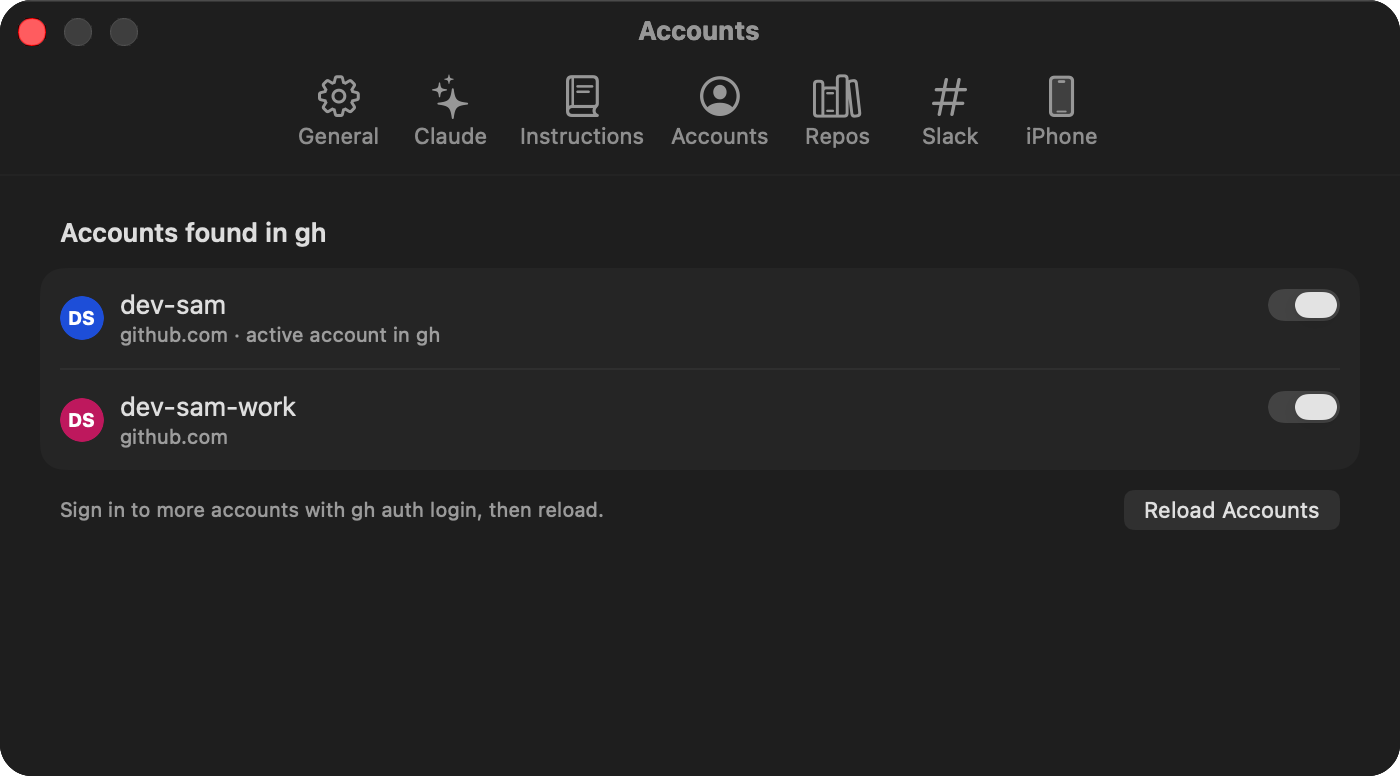 Accounts
General
Claude
Instructions
Accounts
Repos
Slack
iPhone
Accounts found in gh
DS
dev-sam
github.com · active account in gh
DS
dev-sam-work
github.com
Sign in to more accounts with gh auth login, then reload.
Reload Accounts